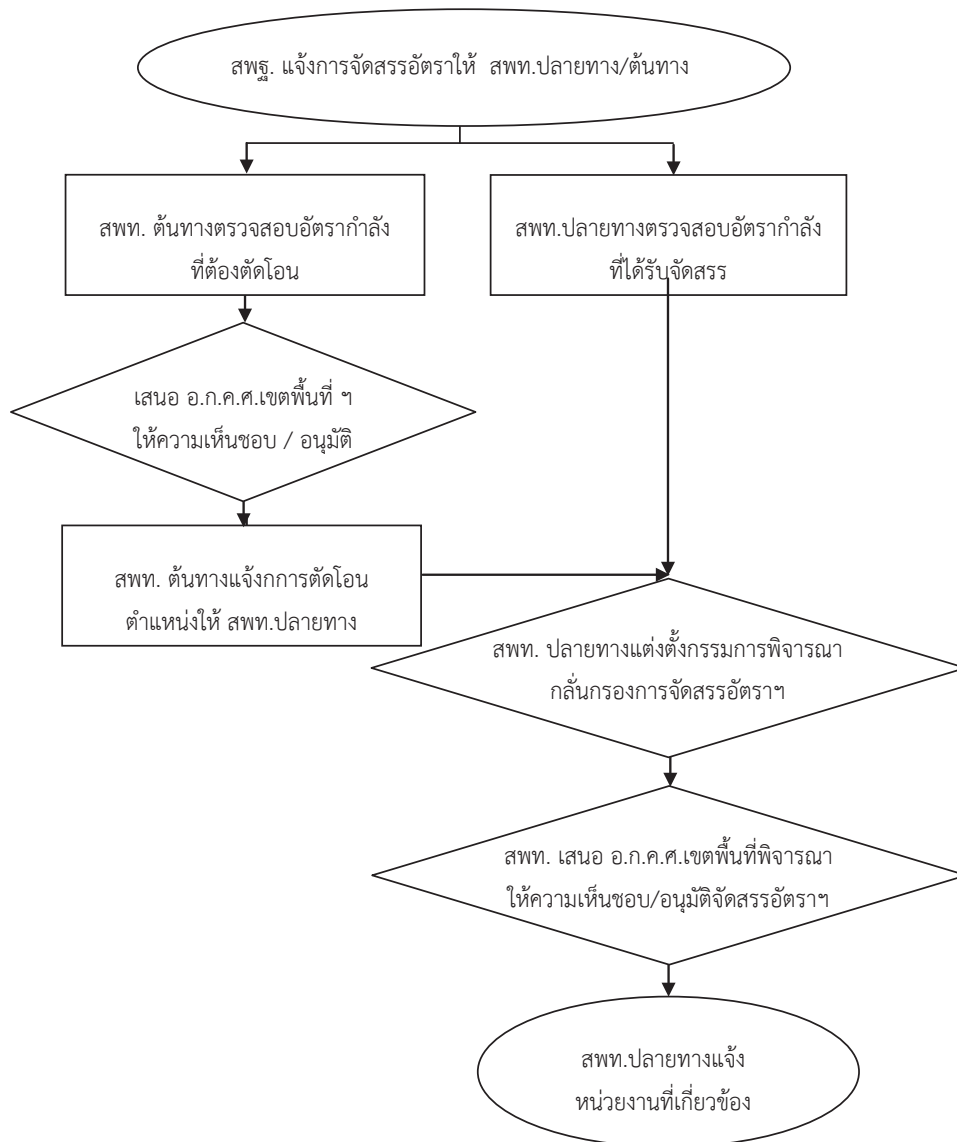 สพฐ. แจ้งการจัดสรรอัตราให้ สพท.ปลายทาง/ต้นทาง
สพท. ต้นทางตรวจสอบอัตรากำลัง
ที่ต้องตัดโอน
สพท.ปลายทางตรวจสอบอัตรากำลัง
ที่ได้รับจัดสรร
เสนอ อ.ก.ค.ศ.เขตพื้นที่ ฯ
ให้ความเห็นชอบ / อนุมัติ
สพท. ต้นทางแจ้งกการตัดโอน
ตำแหน่งให้ สพท.ปลายทาง
สพท. ปลายทางแต่งตั้งกรรมการพิจารณา
กลั่นกรองการจัดสรรอัตราฯ
สพท. เสนอ อ.ก.ค.ศ.เขตพื้นที่พิจารณา
ให้ความเห็นชอบ/อนุมัติจัดสรรอัตราฯ
สพท.ปลายทางแจ้ง
หน่วยงานที่เกี่ยวข้อง